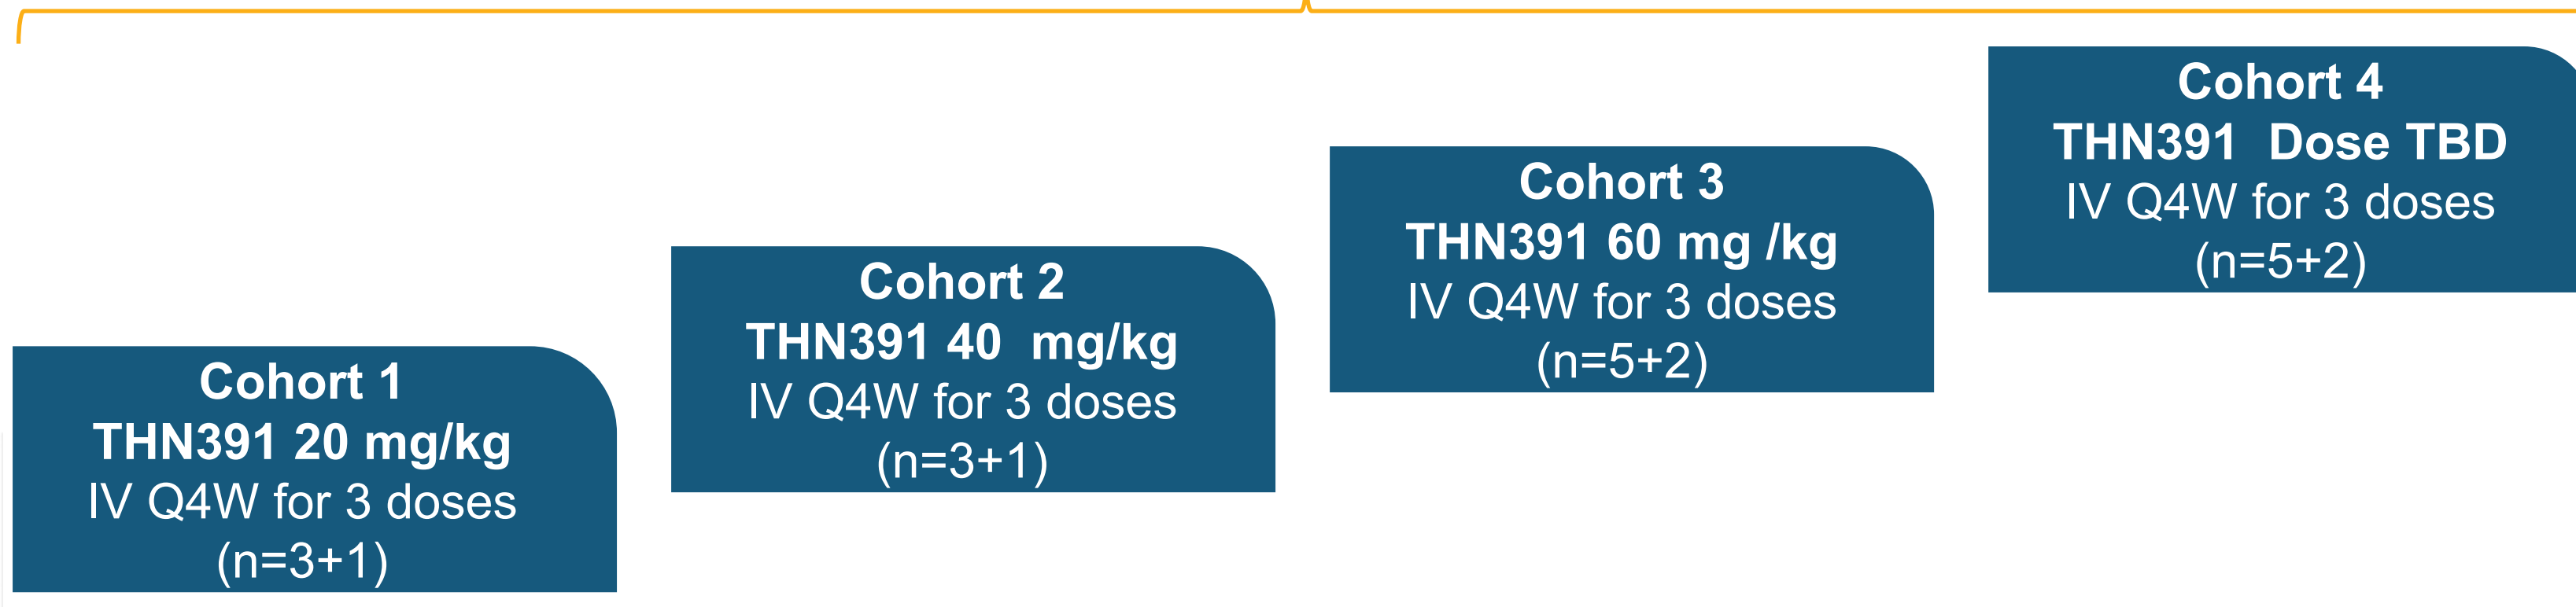 Cohort 1
THN391 20 mg/kg
IV Q4W for 3 doses
(n=3+1)
Cohort 2
THN391 40  mg/kg
IV Q4W for 3 doses
(n=3+1)
Cohort 3
THN391 60 mg /kg
IV Q4W for 3 doses
(n=5+2)
Cohort 4
THN391  Dose TBD
IV Q4W for 3 doses
(n=5+2)